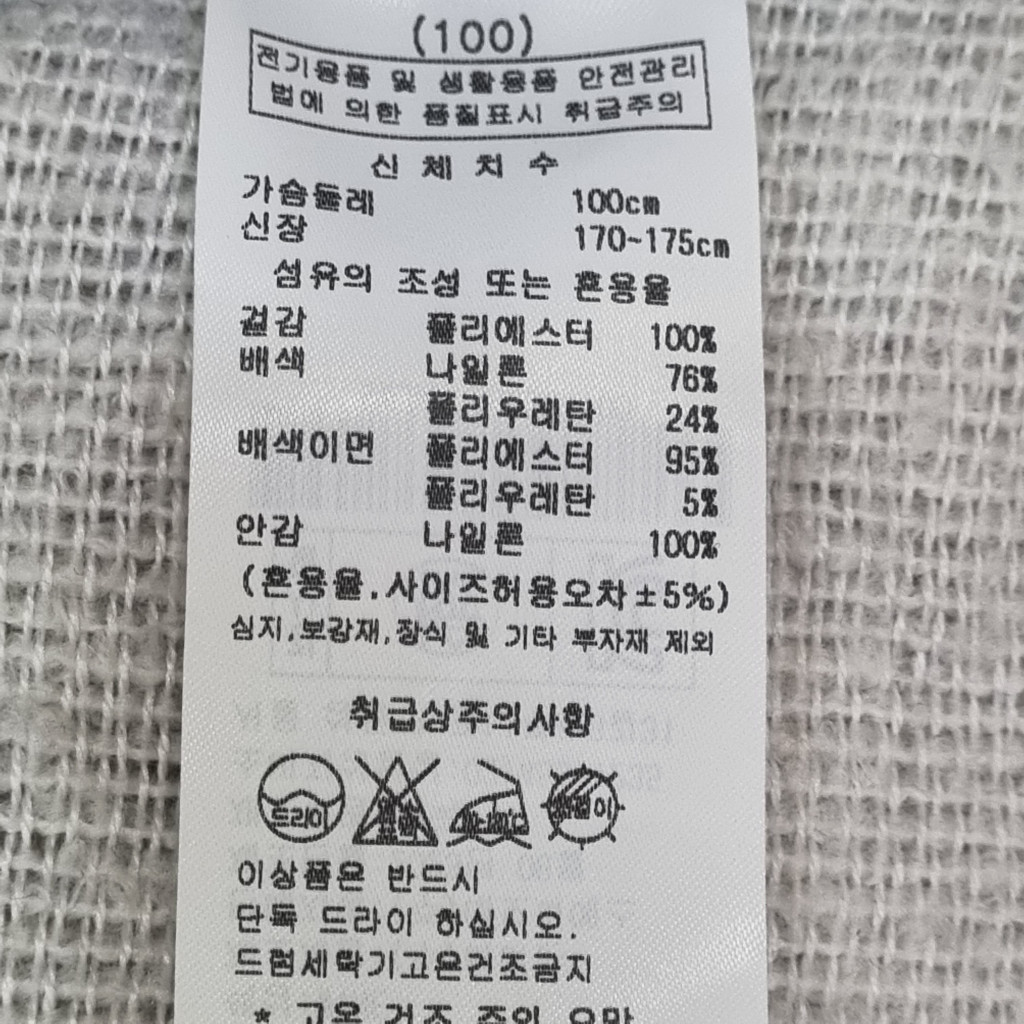 (100)
전기용품 및 생활용품 안전관리
법에 의한 품질표시 취급주의
신체치수
가슴둘레 100cm
신장 170~175cm
섬유의 조성 또는 혼용율
겉감 폴리에스터 100%
배색 나일론 76%
폴리우레탄 24%
배색이면 폴리에스터 95%
폴리우레탄 5%
안감 나일론 100%
(혼용율,사이즈허용오차±5%)
심지,보강재,장식 및 기타 부자재 제외
취급상주의사항
드라이
이상품은 반드시
단독 드라이 하십시오.
드럼세탁기고온건조금지
* 고온 건조 주의 요망